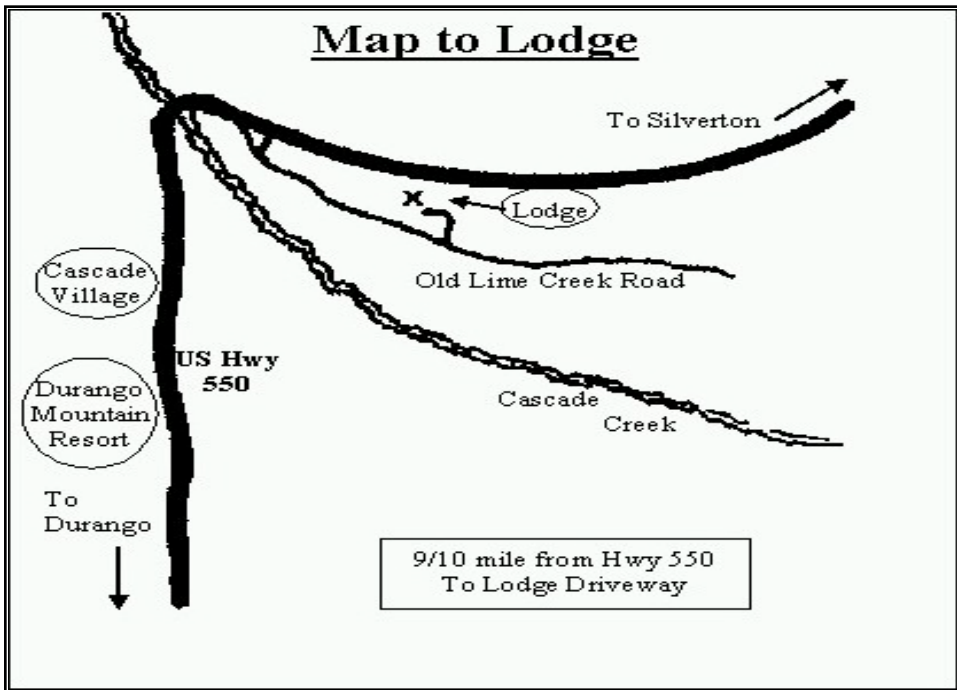 Map to Lodge
To Silverton
X
Lodge
Old Lime Creek Road
Cascade
Village
US Hwy
550
Durango
Mountain
Resort
Cascade
Creek
To
Durango
9/10 mile from Hwy 550
To Lodge Driveway